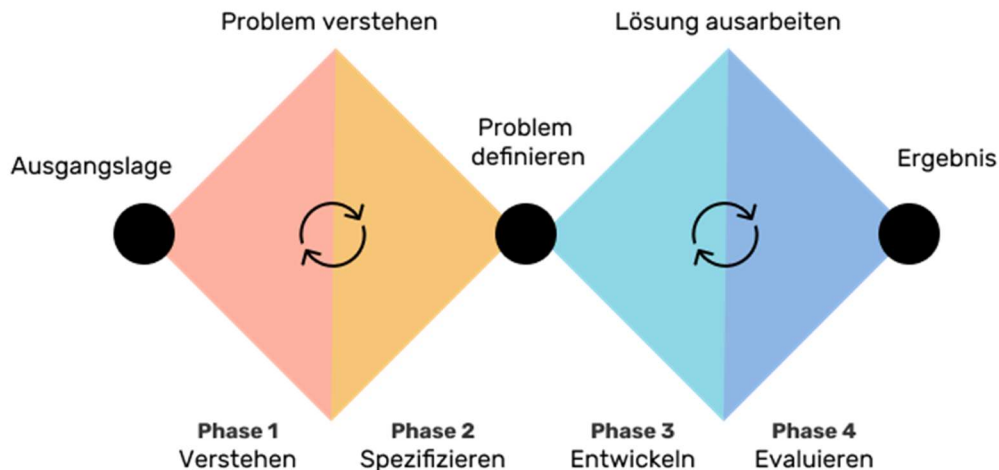 Problem verstehen
Lösung ausarbeiten
Ausgangslage
Problem
definieren
Ergebnis
Phase 1
Verstehen
Phase 2
Spezifizieren
Phase 3
Entwickeln
Phase 4
Evaluieren